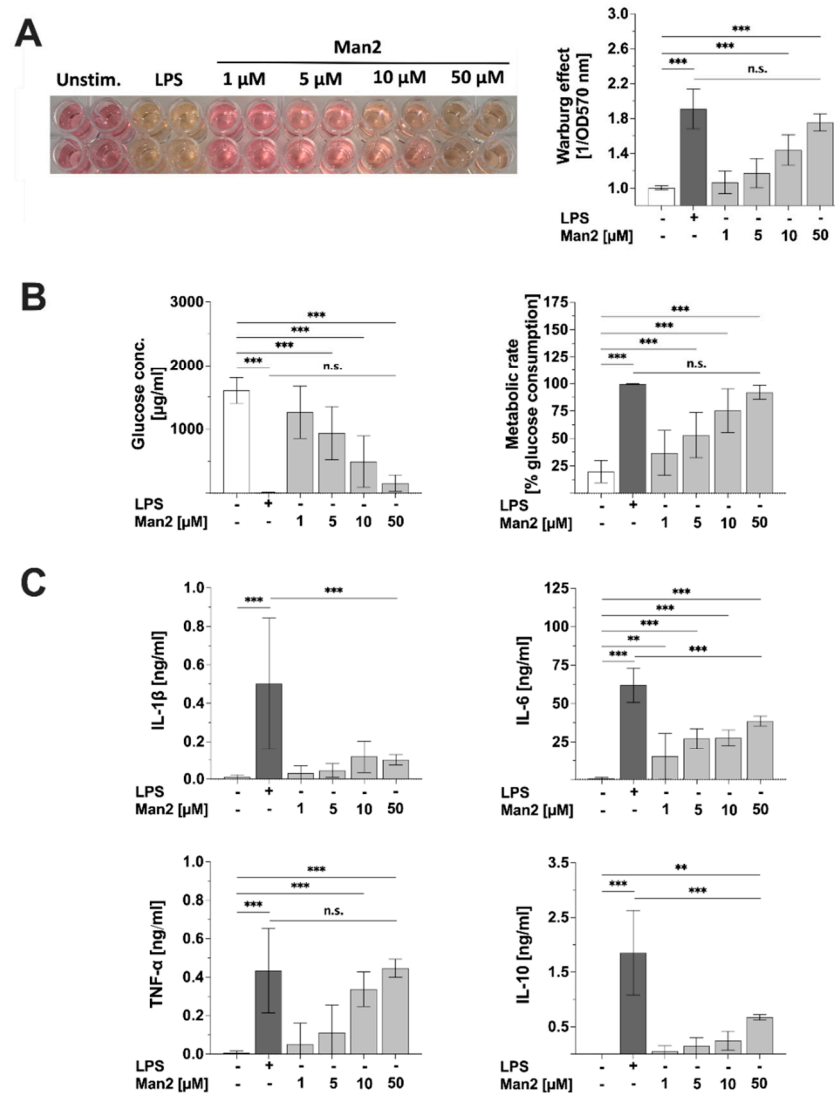 A
Man2
Unstim. LPS 1 µM 5 µM 10 µM 50 µM
Warburg effect
[1/OD570 nm]
3.0
2.6
2.2
1.8
1.4
1.0
***
***
***
n.s.
LPS - + - - - -
Man2 [µM] - - 1 5 10 50
B
Glucose conc.
[µg/ml]
3000
2000
1000
***
***
***
***
n.s.
LPS - + - - - -
Man2 [µM] - - 1 5 10 50
Metabolic rate
[% glucose consumption]
175
150
125
100
75
50
25
***
***
***
***
n.s.
LPS - + - - - -
Man2 [µM] - - 1 5 10 50
C
IL-1β [ng/ml]
1.0
0.8
0.6
0.4
0.2
0.0
*** ***
LPS - + - - - -
Man2 [µM] - - 1 5 10 50
IL-6 [ng/ml]
125
100
75
50
25
***
***
***
**
*** ***
LPS - + - - - -
Man2 [µM] - - 1 5 10 50
TNF-α [ng/ml]
1.0
0.8
0.6
0.4
0.2
0.0
***
***
***
n.s.
LPS - + - - - -
Man2 [µM] - - 1 5 10 50
IL-10 [ng/ml]
3.5
2.5
1.5
0.5
**
***
***
LPS - + - - - -
Man2 [µM] - - 1 5 10 50